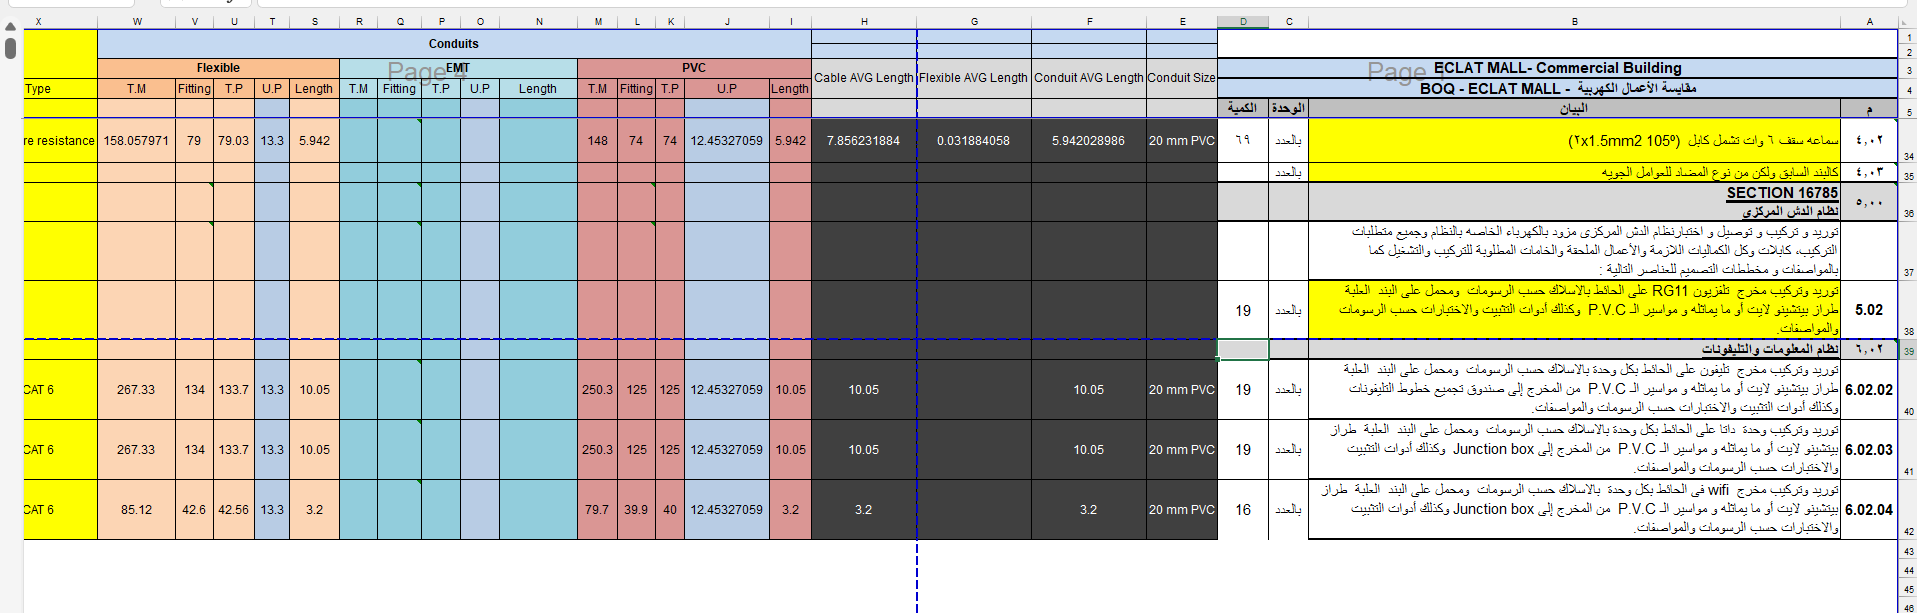 X W V U T S R Q P O N M L K J I H G F E D C B A
Conduits
Flexible EMT PVC
Page 4
Page 1
Cable AVG Length Flexible AVG Length Conduit AVG Length Conduit Size
ECLAT MALL- Commercial Building
BOQ - ECLAT MALL - مقايسة الأعمال الكهربية
Type T.M Fitting T.P U.P Length T.M Fitting T.P U.P Length T.M Fitting T.P U.P Length
الكمية الوحدة البيان م
1
2
3
4
5
re resistance 158.057971 79 79.03 13.3 5.942 148 74 74 12.45327059 5.942 7.856231884 0.031884058 5.942028986 20 mm PVC ٦٩ بالعدد سماعه سقف ٦ وات تشمل كابل (٢x1.5mm2 105º) ٤,٠٢ 34
بالعدد كالبند السابق ولكن من نوع المضاد للعوامل الجويه ٤,٠٣ 35
SECTION 16785
نظام الدش المركزى
٥,٠٠ 36
توريد و تركيب و توصيل و اختبارنظام الدش المركزى مزود بالكهرباء الخاصه بالنظام وجميع متطلبات
التركيب، كابلات وكل الكماليات اللازمة والأعمال الملحقة والخامات المطلوبة للتركيب والتشغيل كما
بالمواصفات و مخططات التصميم للعناصر التالية :
37
توريد وتركيب مخرج تلفزيون RG11 على الحائط بالاسلاك حسب الرسومات ومحمل على البند العلبة
طراز بيتشينو لايت أو ما يماثله و مواسير الـ P.V.C وكذلك أدوات التثبيت والاختبارات حسب الرسومات
والمواصفات.
19 بالعدد 5.02 38
نظام المعلومات والتليفونات ٦,٠٢ 39
توريد وتركيب مخرج تليفون على الحائط بكل وحدة بالاسلاك حسب الرسومات ومحمل على البند العلبة
طراز بيتشينو لايت أو ما يماثله و مواسير الـ P.V.C من المخرج إلى صندوق تجميع خطوط التليفونات
وكذلك أدوات التثبيت والاختبارات حسب الرسومات والمواصفات.
CAT 6 267.33 134 133.7 13.3 10.05 250.3 125 125 12.45327059 10.05 10.05 10.05 20 mm PVC 19 بالعدد 6.02.02 40
توريد وتركيب وحدة داتا على الحائط بكل وحدة بالاسلاك حسب الرسومات ومحمل على البند العلبة طراز
بيتشينو لايت أو ما يماثله و مواسير الـ P.V.C من المخرج إلى Junction box وكذلك أدوات التثبيت
والاختبارات حسب الرسومات والمواصفات.
CAT 6 267.33 134 133.7 13.3 10.05 250.3 125 125 12.45327059 10.05 10.05 10.05 20 mm PVC 19 بالعدد 6.02.03 41
توريد وتركيب مخرج wifi فى الحائط بكل وحدة بالاسلاك حسب الرسومات ومحمل على البند العلبة طراز
بيتشينو لايت أو ما يماثله و مواسير الـ P.V.C من المخرج إلى Junction box وكذلك أدوات التثبيت
والاختبارات حسب الرسومات والمواصفات.
CAT 6 85.12 42.6 42.56 13.3 3.2 79.7 39.9 40 12.45327059 3.2 3.2 3.2 20 mm PVC 16 بالعدد 6.02.04 42
43
44
45
46